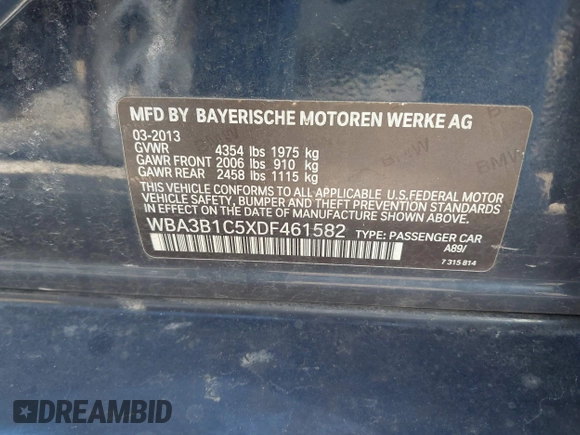 MFD BY BAYERISCHE MOTOREN WERKE AG
03-2013
GVWR 4354 lbs 1975 kg
GAWR FRONT 2006 lbs 910 kg
GAWR REAR 2458 lbs 1115 kg
THIS VEHICLE CONFORMS TO ALL APPLICABLE U.S.FEDERAL MOTOR
VEHICLE SAFETY, BUMPER AND THEFT PREVENTION STANDARDS
IN EFFECT ON THE DATE OF MANUFACTURE SHOWN ABOVE.
WBA3B1C5XDF461582 TYPE: PASSENGER CAR
A89/
7 315 814
BMW
BMW
DREAMBID